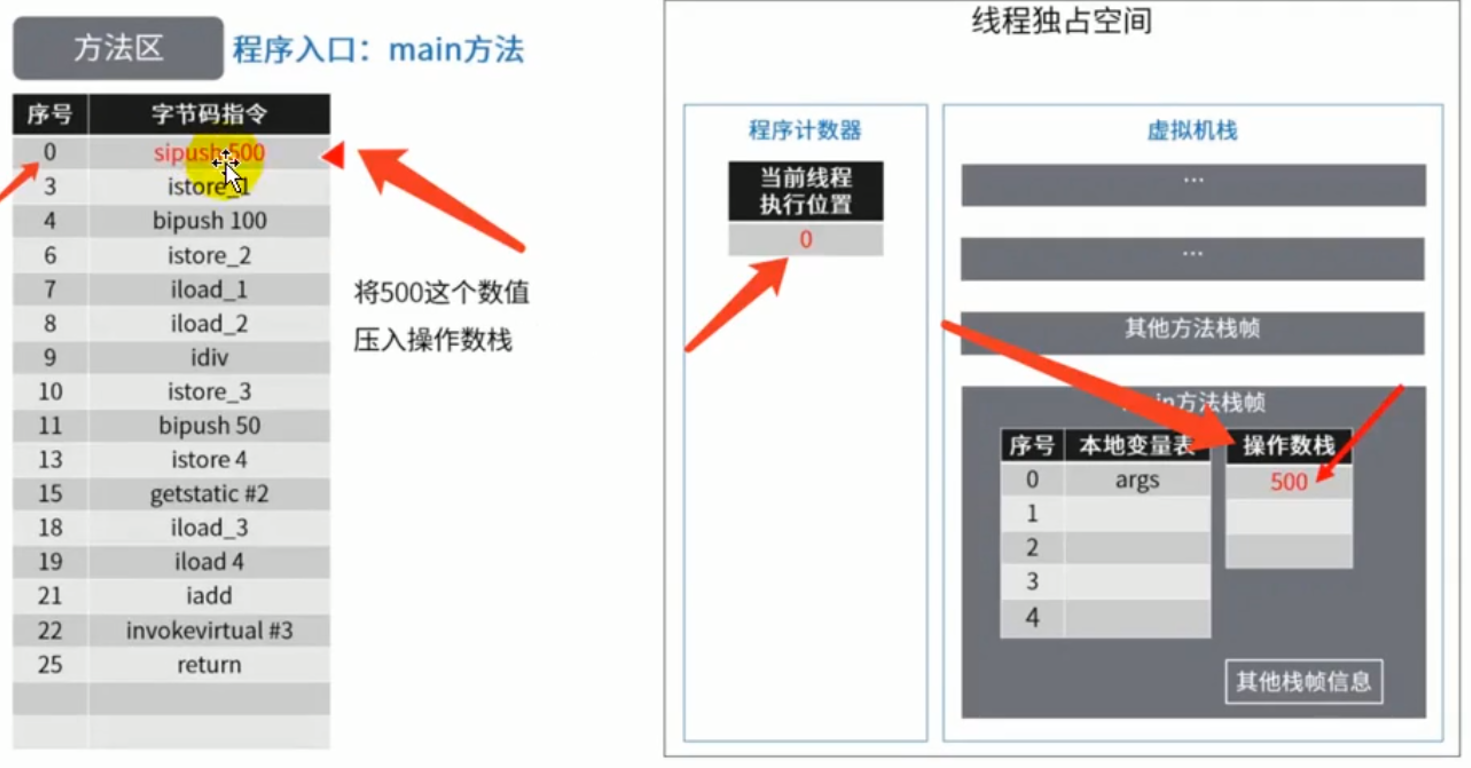 方法区 程序入口：main方法
序号 字节码指令
0 sipush 500
3 istore_1
4 bipush 100
6 istore_2
7 iload_1
8 iload_2
9 idiv
10 istore_3
11 bipush 50
13 istore 4
15 getstatic #2
18 iload_3
19 iload 4
21 iadd
22 invokevirtual #3
25 return
将500这个数值
压入操作数栈
线程独占空间
程序计数器
当前线程
执行位置
0
虚拟机栈
...
...
其他方法栈帧
in方法栈帧
序号 本地变量表
0 args
1
2
3
4
操作数栈
500
其他栈帧信息